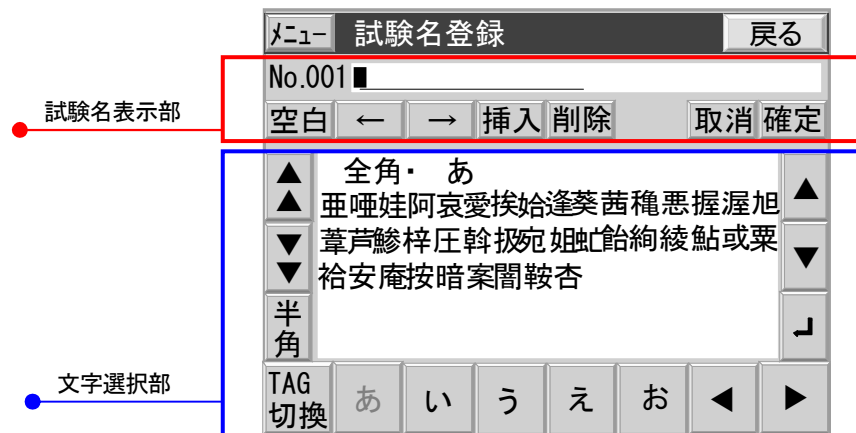 メニュー 試験名登録 戻る
No.001
試験名表示部
空白 ← → 挿入 削除 取消 確定
▲▲ 全角・ あ ▲
亜唖娃阿哀愛挨姶逢葵茜穐悪握渥旭
▼▼ 葦芦鯵梓圧斡扱宛姐虻飴絢綾鮎或粟 ▼
袷安庵按暗案闇鞍杏
半角 ↵
文字選択部
TAG切換 あ い う え お ◀ ▶